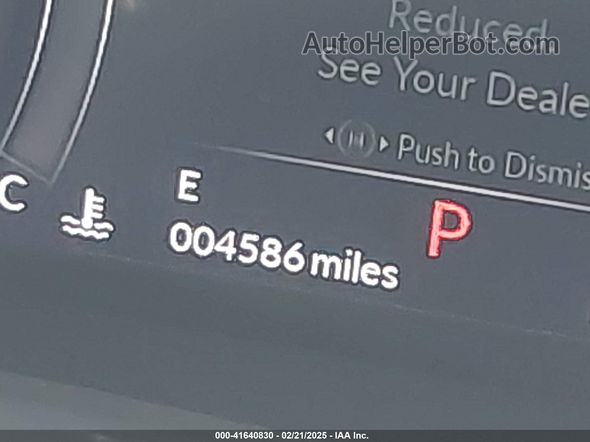 Reduced,
AutoHelperBot.com
See Your Deale
Push to Dismis
C
E
P
004586 miles
000-41640830 - 02/21/2025 - IAA Inc.